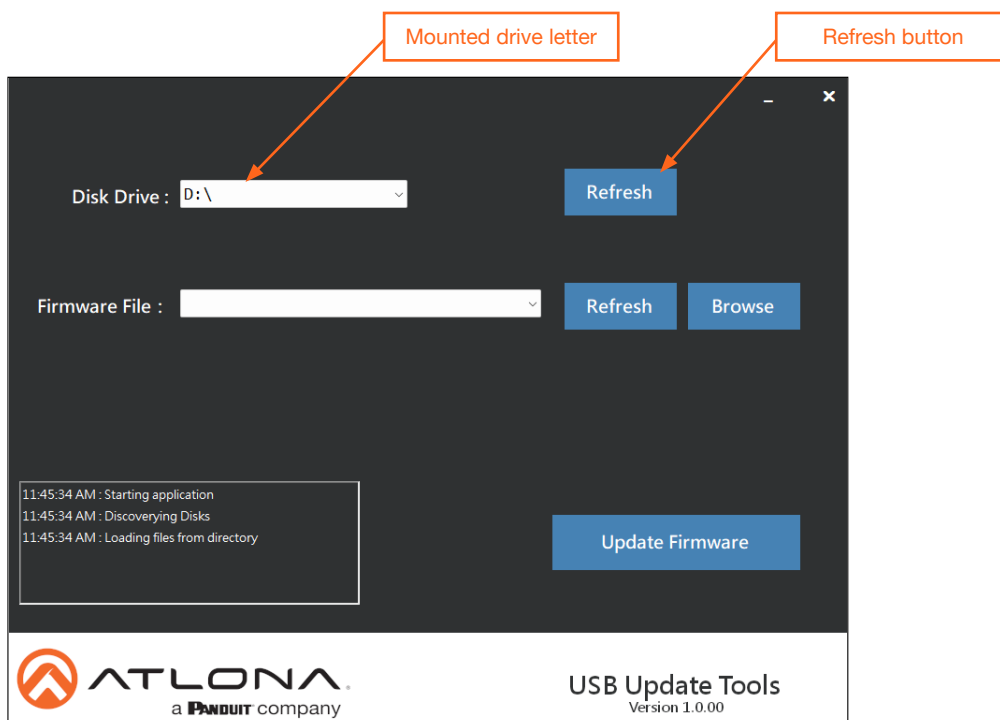 Mounted drive letter
Refresh button
Disk Drive :
D:\
Refresh
Firmware File :
Refresh
Browse
11:45:34 AM : Starting application
11:45:34 AM : Discoverying Disks
11:45:34 AM : Loading files from directory
Update Firmware
ATLONA.
a PANDUIT company
USB Update Tools
Version 1.0.00